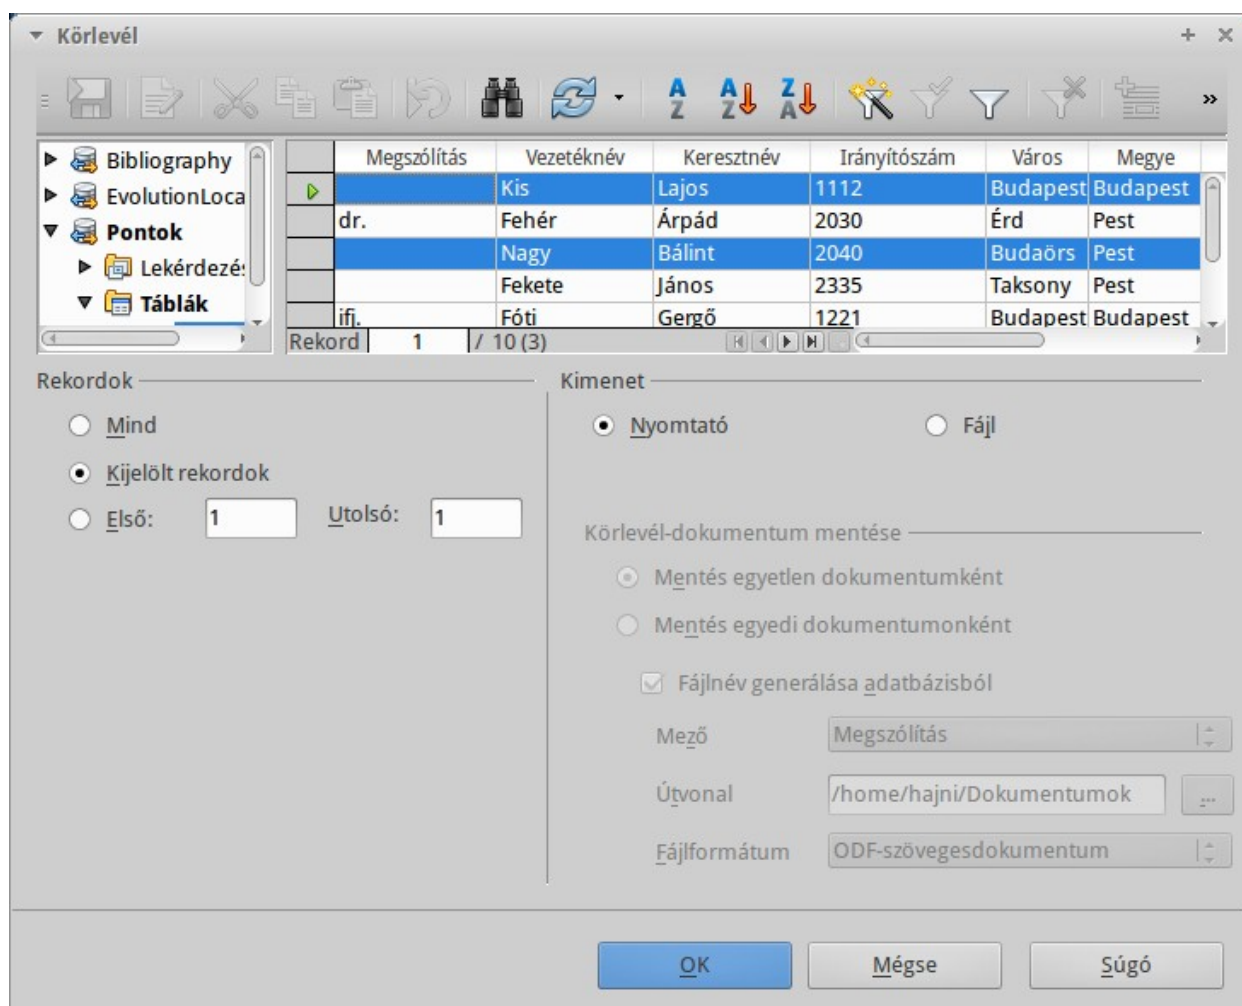 Körlevél
Bibliography
EvolutionLoca
Pontok
Lekérdezé
Táblák
Megszólítás Vezetéknév Keresztnév Irányítószám Város Megye
Kis Lajos 1112 Budapest Budapest
dr. Fehér Árpád 2030 Érd Pest
Nagy Bálint 2040 Budaörs Pest
Fekete János 2335 Taksony Pest
ifj. Fóti Gergő 1221 Budapest Budapest
Rekord 1 / 10 (3)
Rekordok
Mind
Kijelölt rekordok
Első: 1 Utolsó: 1
Kimenet
Nyomtató Fájl
Körlevél-dokumentum mentése
Mentés egyetlen dokumentumként
Mentés egyedi dokumentumonként
Fájlnév generálása adatbázisból
Mező Megszólítás
Útvonal /home/hajni/Dokumentumok ...
Fájlformátum ODF-szövegesdokumentum
OK Mégse Súgó